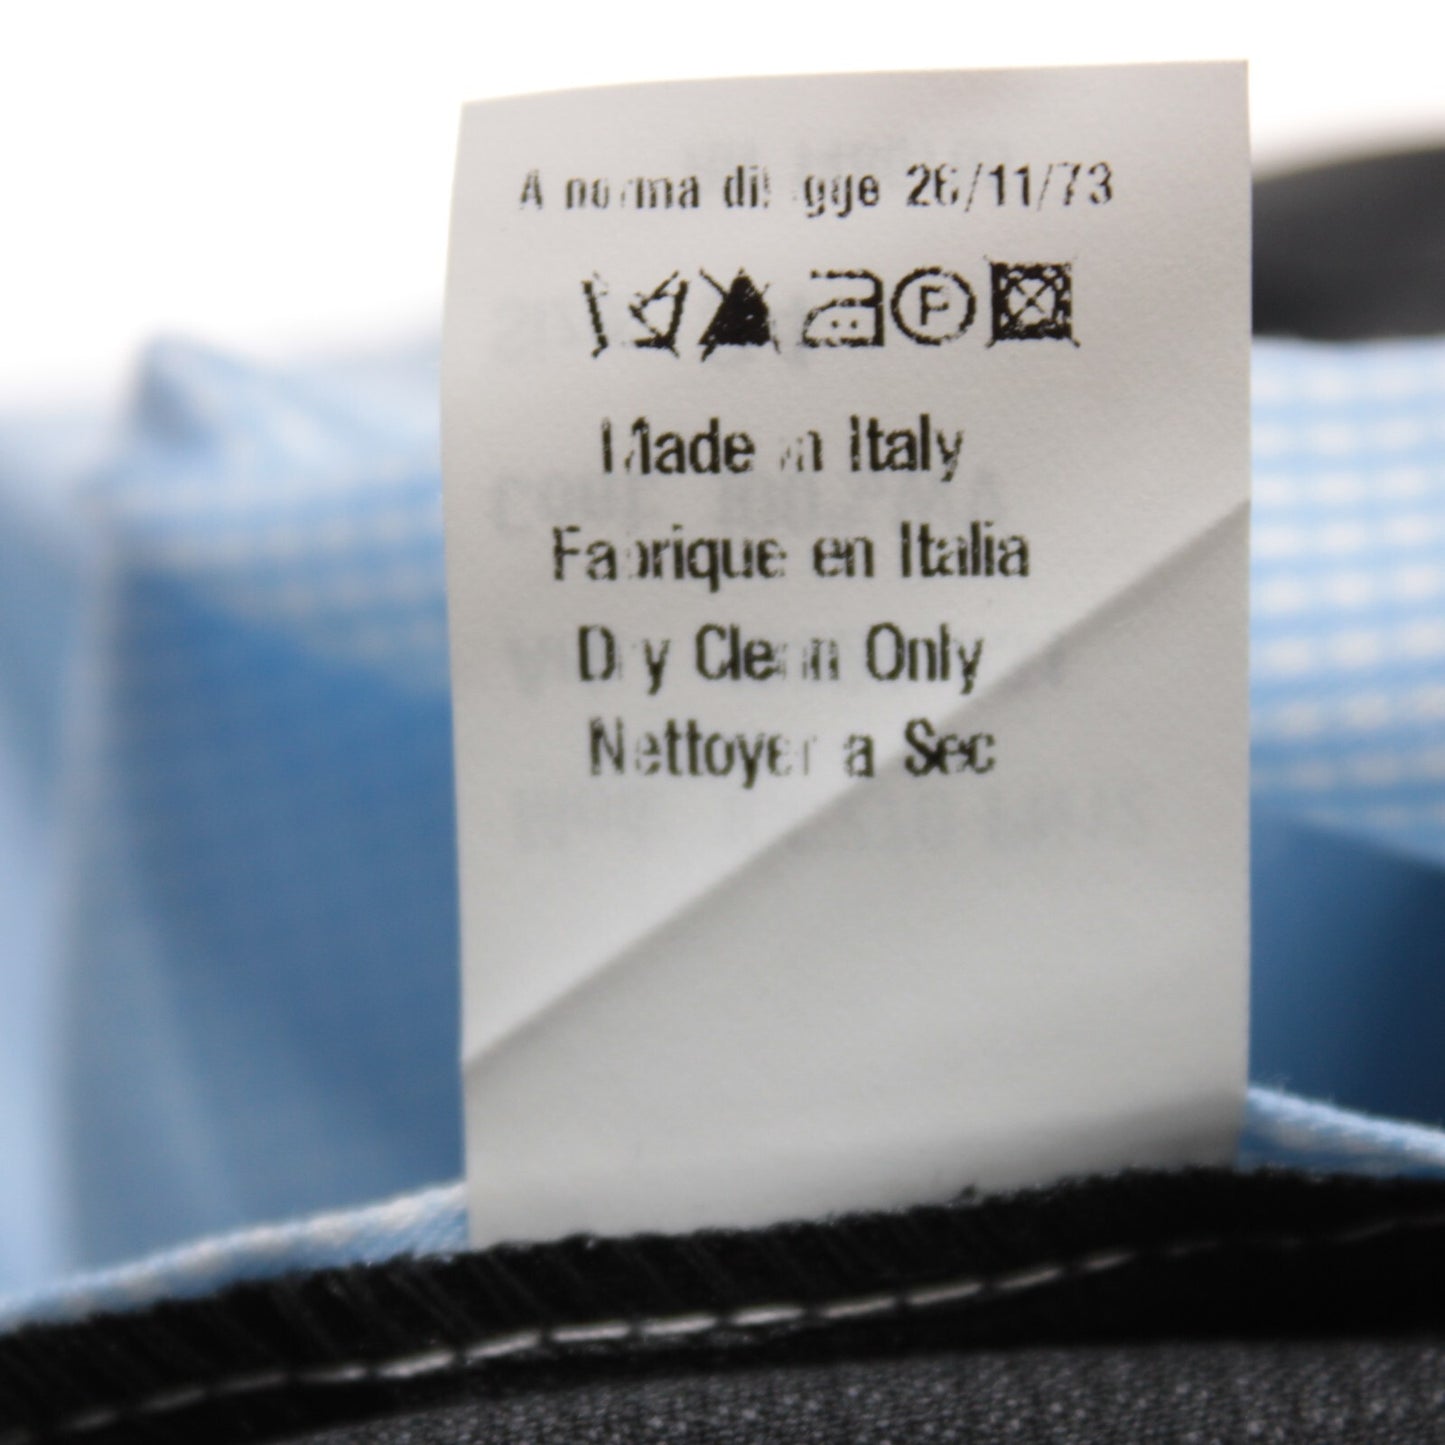 A norma di legge 26/11/73
P
Made in Italy
Fabrique en Italia
Dry Clean Only
Nettoyer a Sec